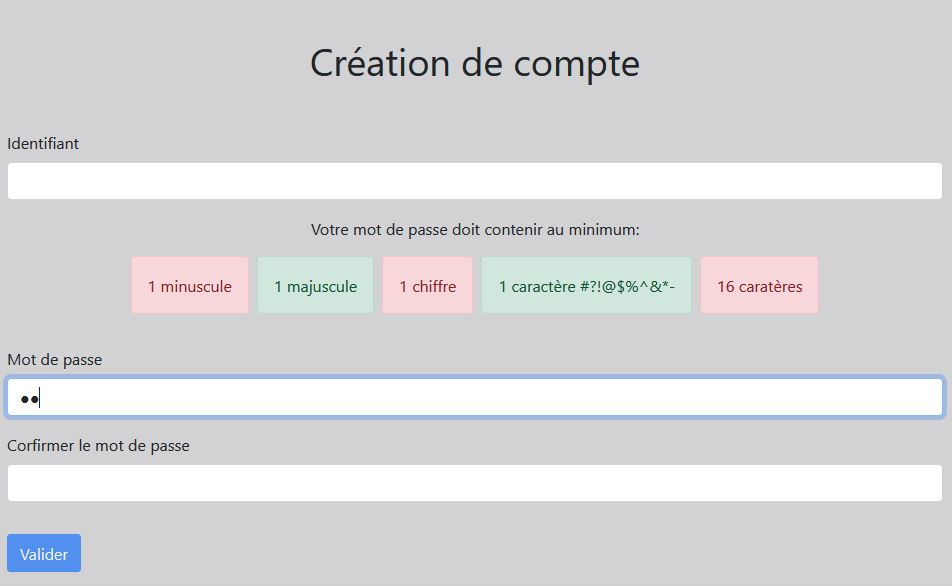 Création de compte
Identifiant
Votre mot de passe doit contenir au minimum:
1 minuscule 1 majuscule 1 chiffre 1 caractère #?!@$%^&*- 16 caratères
Mot de passe
••
Corfirmer le mot de passe
Valider